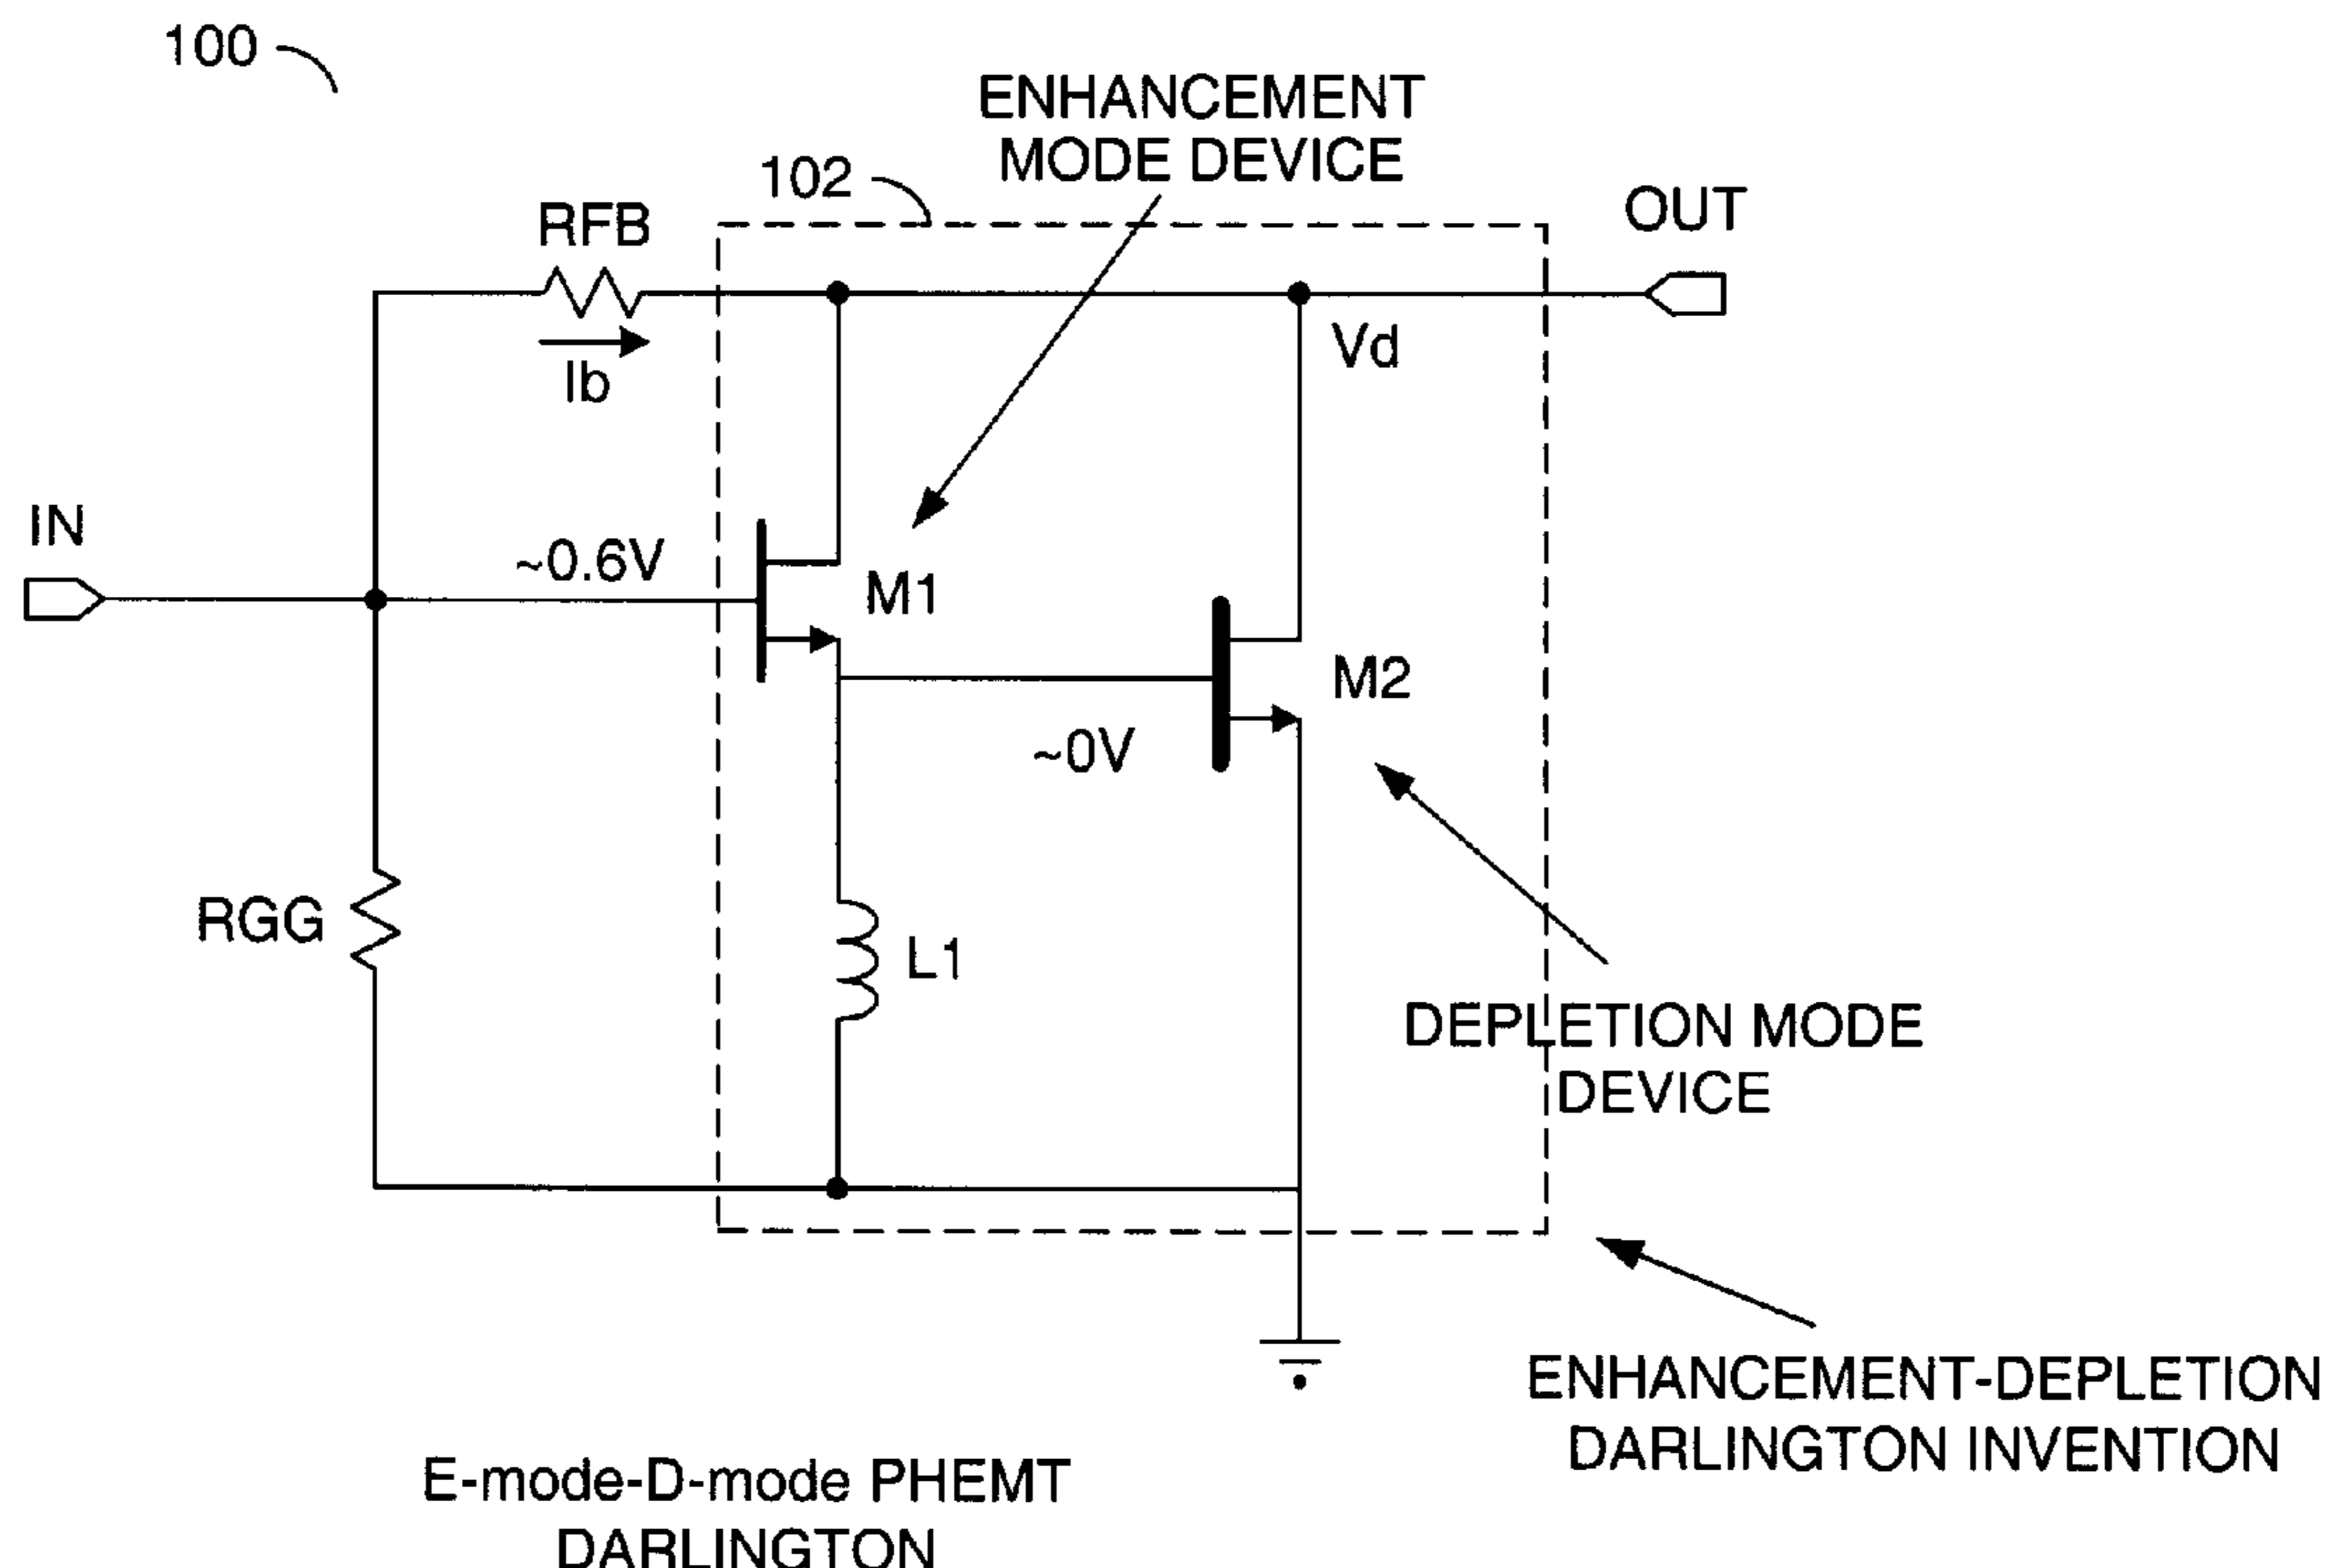 100
ENHANCEMENT
MODE DEVICE
102
RFB
OUT
Ib
Vd
IN
~0.6V
M1
M2
~0V
RGG
L1
DEPLETION MODE
DEVICE
ENHANCEMENT-DEPLETION
DARLINGTON INVENTION
E-mode-D-mode PHEMT
DARLINGTON